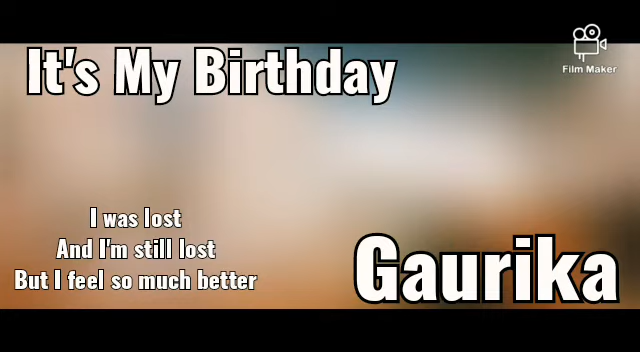 It's My Birthday
Film Maker
I was lost
And I'm still lost
But I feel so much better
Gaurika